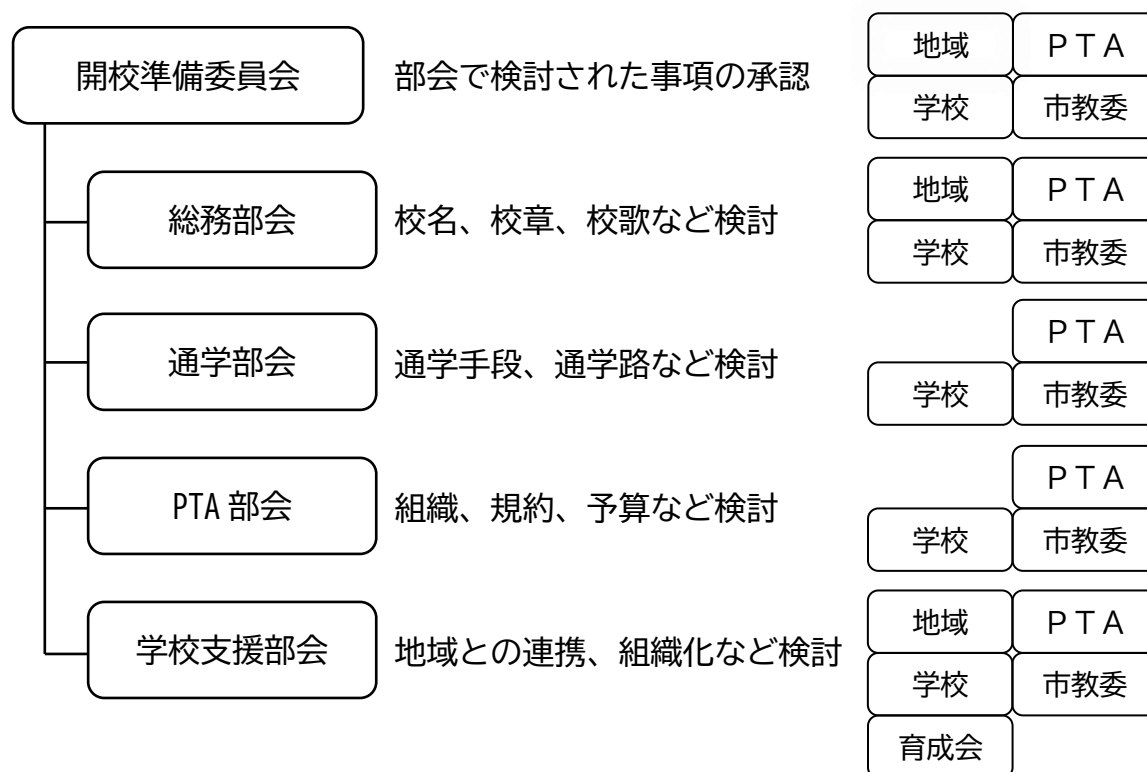 開校準備委員会 部会で検討された事項の承認 地域 ＰＴＡ
学校 市教委
総務部会 校名、校章、校歌など検討 地域 ＰＴＡ
学校 市教委
通学部会 通学手段、通学路など検討 ＰＴＡ
学校 市教委
PTA 部会 組織、規約、予算など検討 ＰＴＡ
学校 市教委
学校支援部会 地域との連携、組織化など検討 地域 ＰＴＡ
学校 市教委
育成会